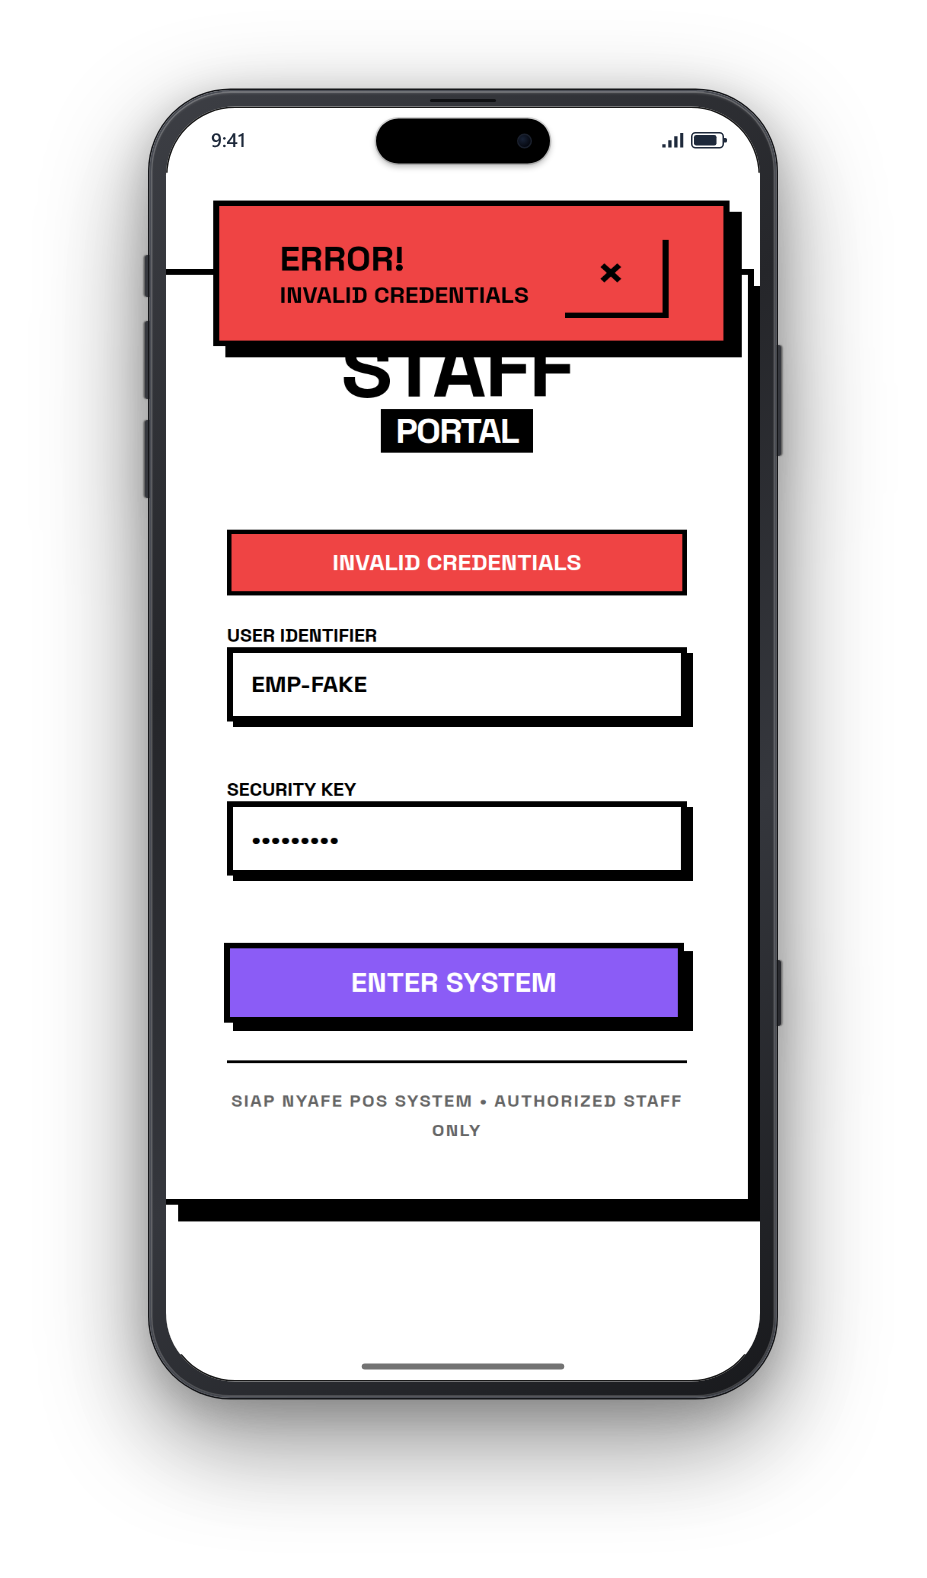 9:41
ERROR!
INVALID CREDENTIALS
×
STAFF
PORTAL
INVALID CREDENTIALS
USER IDENTIFIER
EMP-FAKE
SECURITY KEY
•••••••••
ENTER SYSTEM
SIAP NYAFE POS SYSTEM • AUTHORIZED STAFF
ONLY